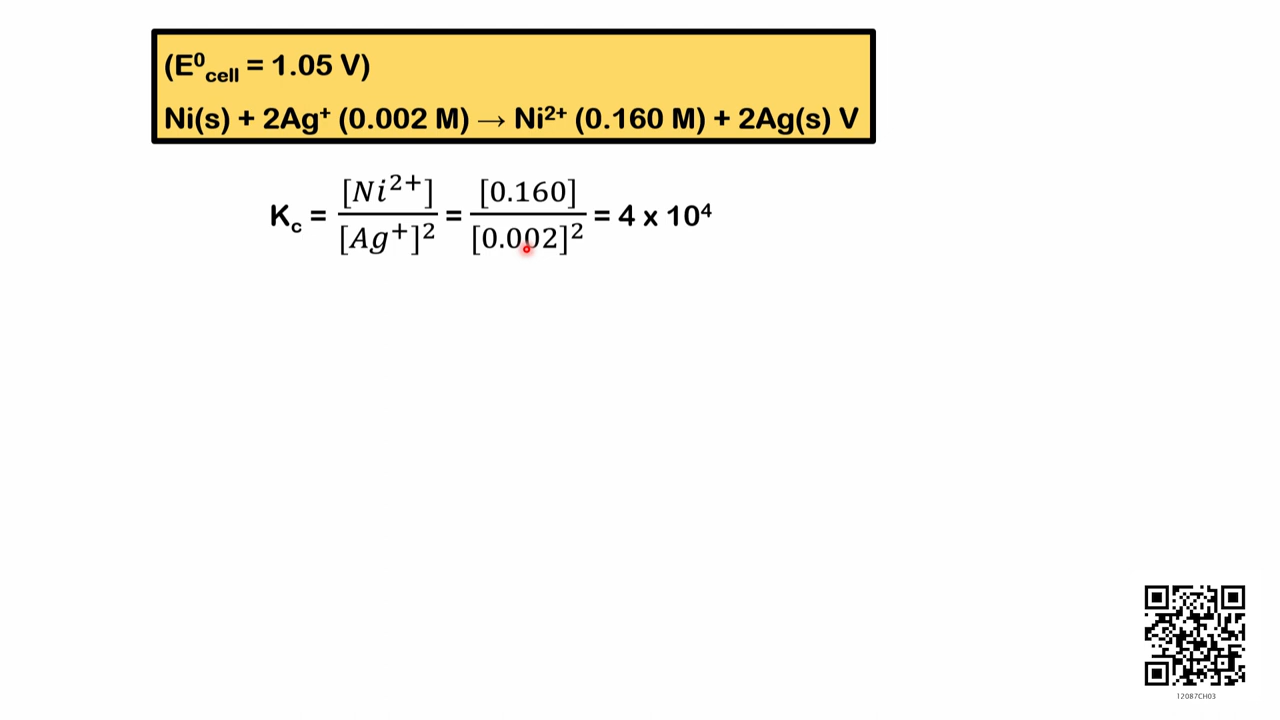 (E⁰cell = 1.05 V)
Ni(s) + 2Ag⁺ (0.002 M) → Ni²⁺ (0.160 M) + 2Ag(s) V
Kc = [Ni²⁺] / [Ag⁺]² = [0.160] / [0.002]² = 4 x 10⁴
12087CH03